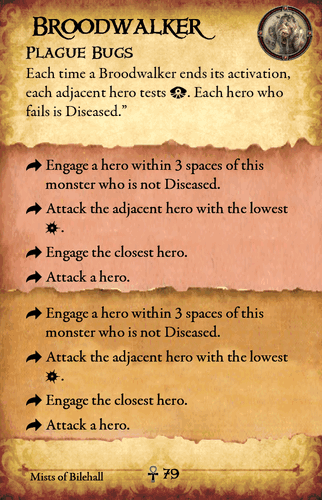 Broodwalker
Plague Bugs
Each time a Broodwalker ends its activation,
each adjacent hero tests . Each hero who
fails is Diseased.”
Engage a hero within 3 spaces of this
monster who is not Diseased.
Attack the adjacent hero with the lowest
.
Engage the closest hero.
Attack a hero.
Engage a hero within 3 spaces of this
monster who is not Diseased.
Attack the adjacent hero with the lowest
.
Engage the closest hero.
Attack a hero.
Mists of Bilehall 79